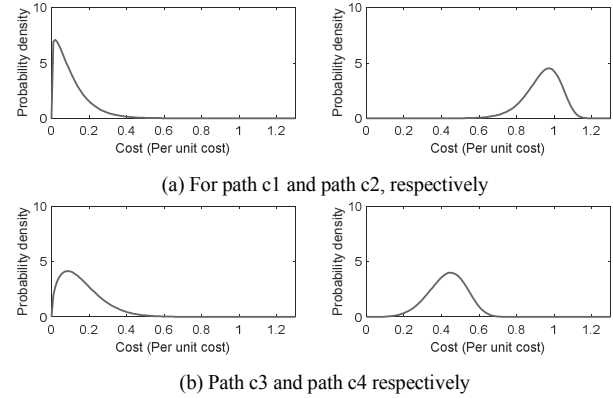 Probability density
10
5
0
0 0.2 0.4 0.6 0.8 1 1.2
Cost (Per unit cost)
Probability density
10
5
0
0 0.2 0.4 0.6 0.8 1 1.2
Cost (Per unit cost)
(a) For path c1 and path c2, respectively
Probability density
10
5
0
0 0.2 0.4 0.6 0.8 1 1.2
Cost (Per unit cost)
Probability density
10
5
0
0 0.2 0.4 0.6 0.8 1 1.2
Cost (Per unit cost)
(b) Path c3 and path c4 respectively